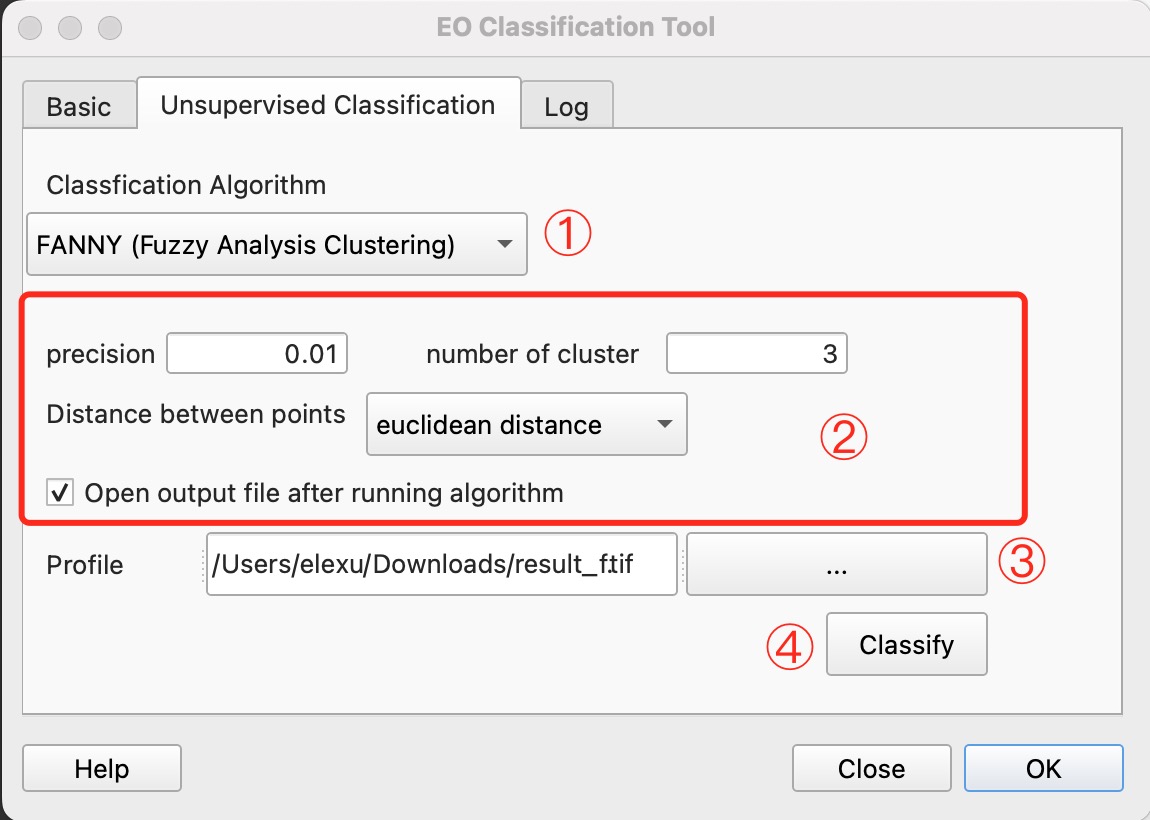 EO Classification Tool
Basic Unsupervised Classification Log
Classfication Algorithm
FANNY (Fuzzy Analysis Clustering) ①
precision 0.01 number of cluster 3
Distance between points euclidean distance ②
Open output file after running algorithm
Profile /Users/elexu/Downloads/result_f.tif ... ③
④ Classify
Help Close OK